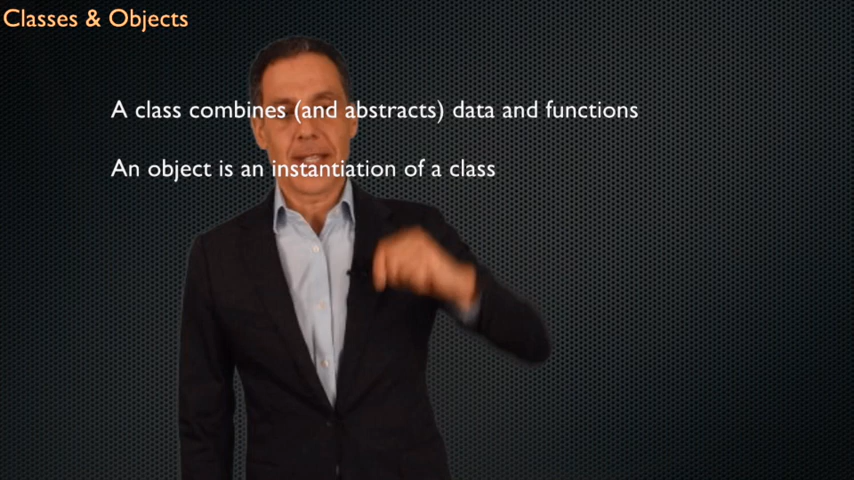 Classes & Objects
A class combines (and abstracts) data and functions
An object is an instantiation of a class